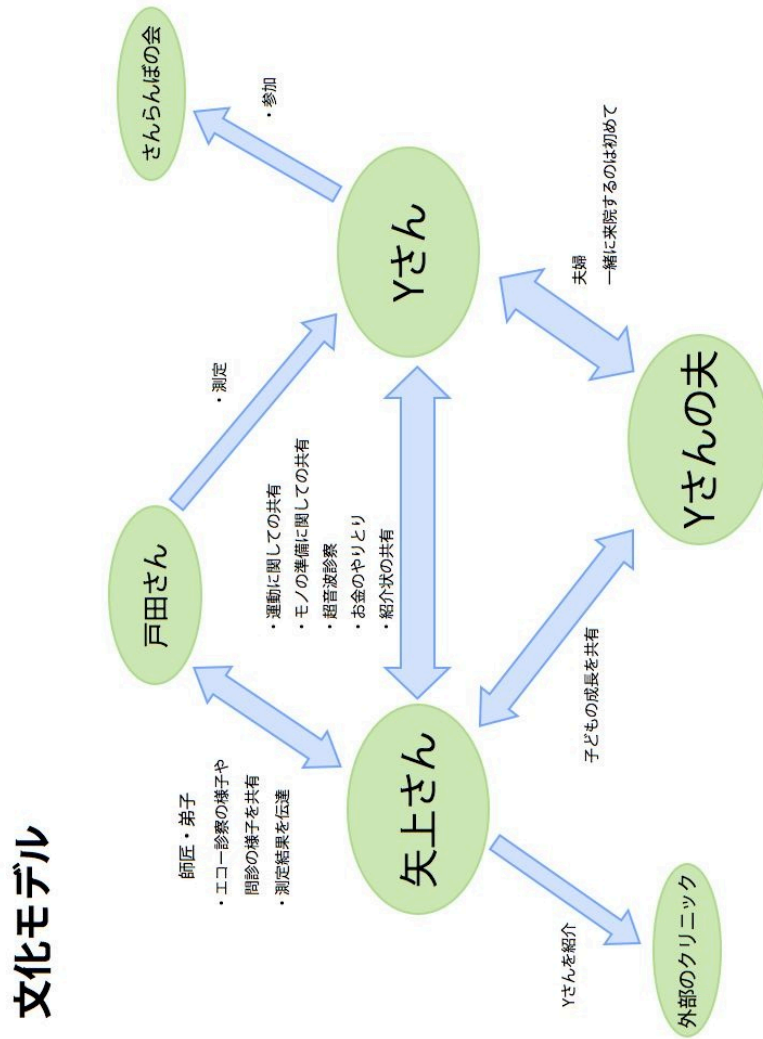 文化モデル
戸田さん
さんらんぼの会
・参加
・測定
師匠・弟子
・エコー診察の様子や
問診の様子を共有
・測定結果を伝達
・運動に関しての共有
・モノの準備に関しての共有
・超音波診察
・お金のやりとり
・紹介状の共有
矢上さん
Yさん
夫婦
一緒に来院するのは初めて
子どもの成長を共有
Yさんを紹介
外部のクリニック
Yさんの夫